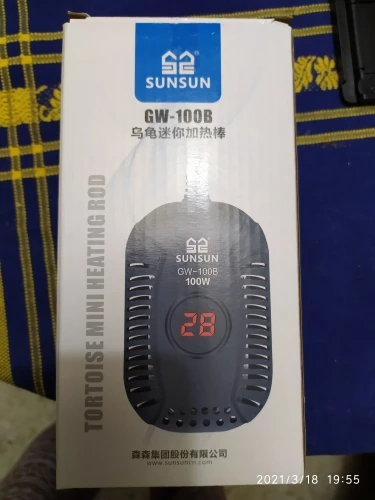 SUNSUN
GW-100B
乌龟迷你加热棒
TORTOISE MINI HEATING ROD
SUNSUN
GW-100B
100W
28
森森集团股份有限公司
www.sunsuncn.com
2021/3/18 19:55